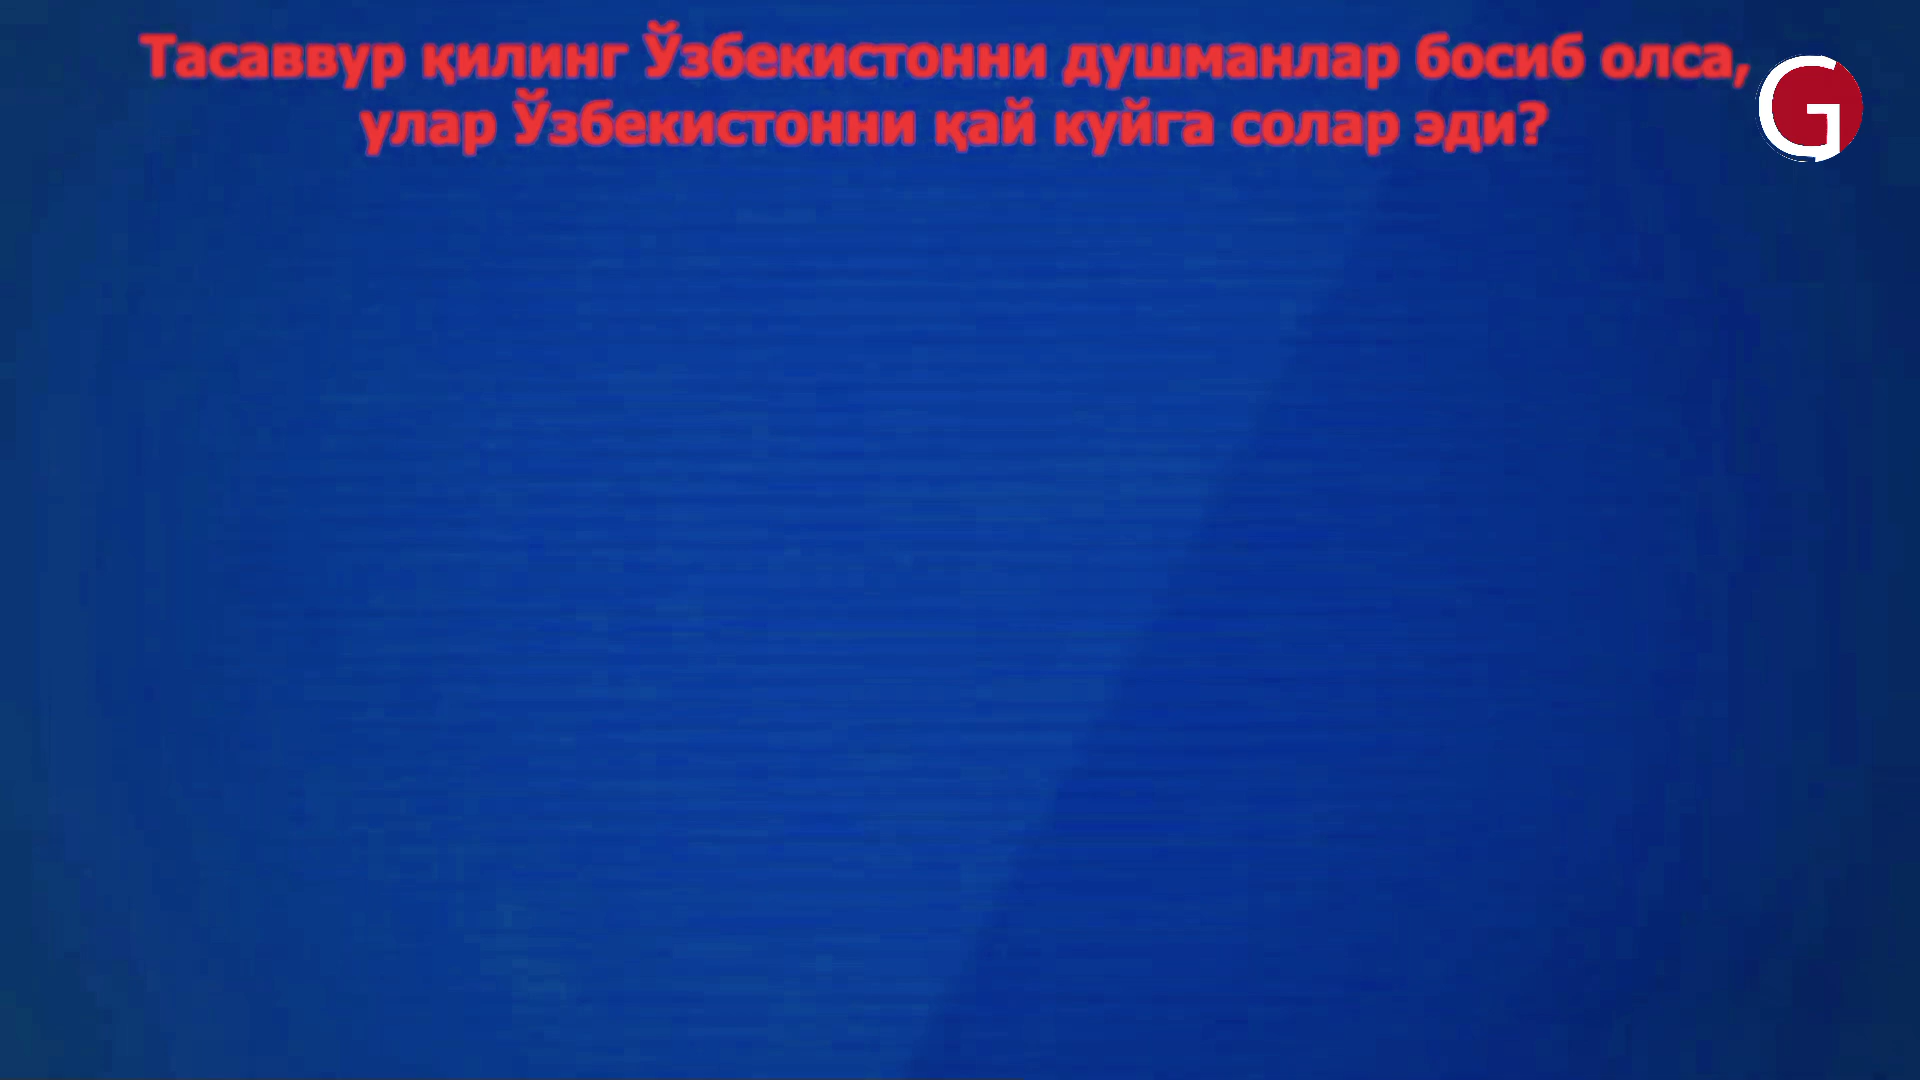 Тасаввур қилинг Ўзбекистонни душманлар босиб олса,
улар Ўзбекистонни қай куйга солар эди?
G